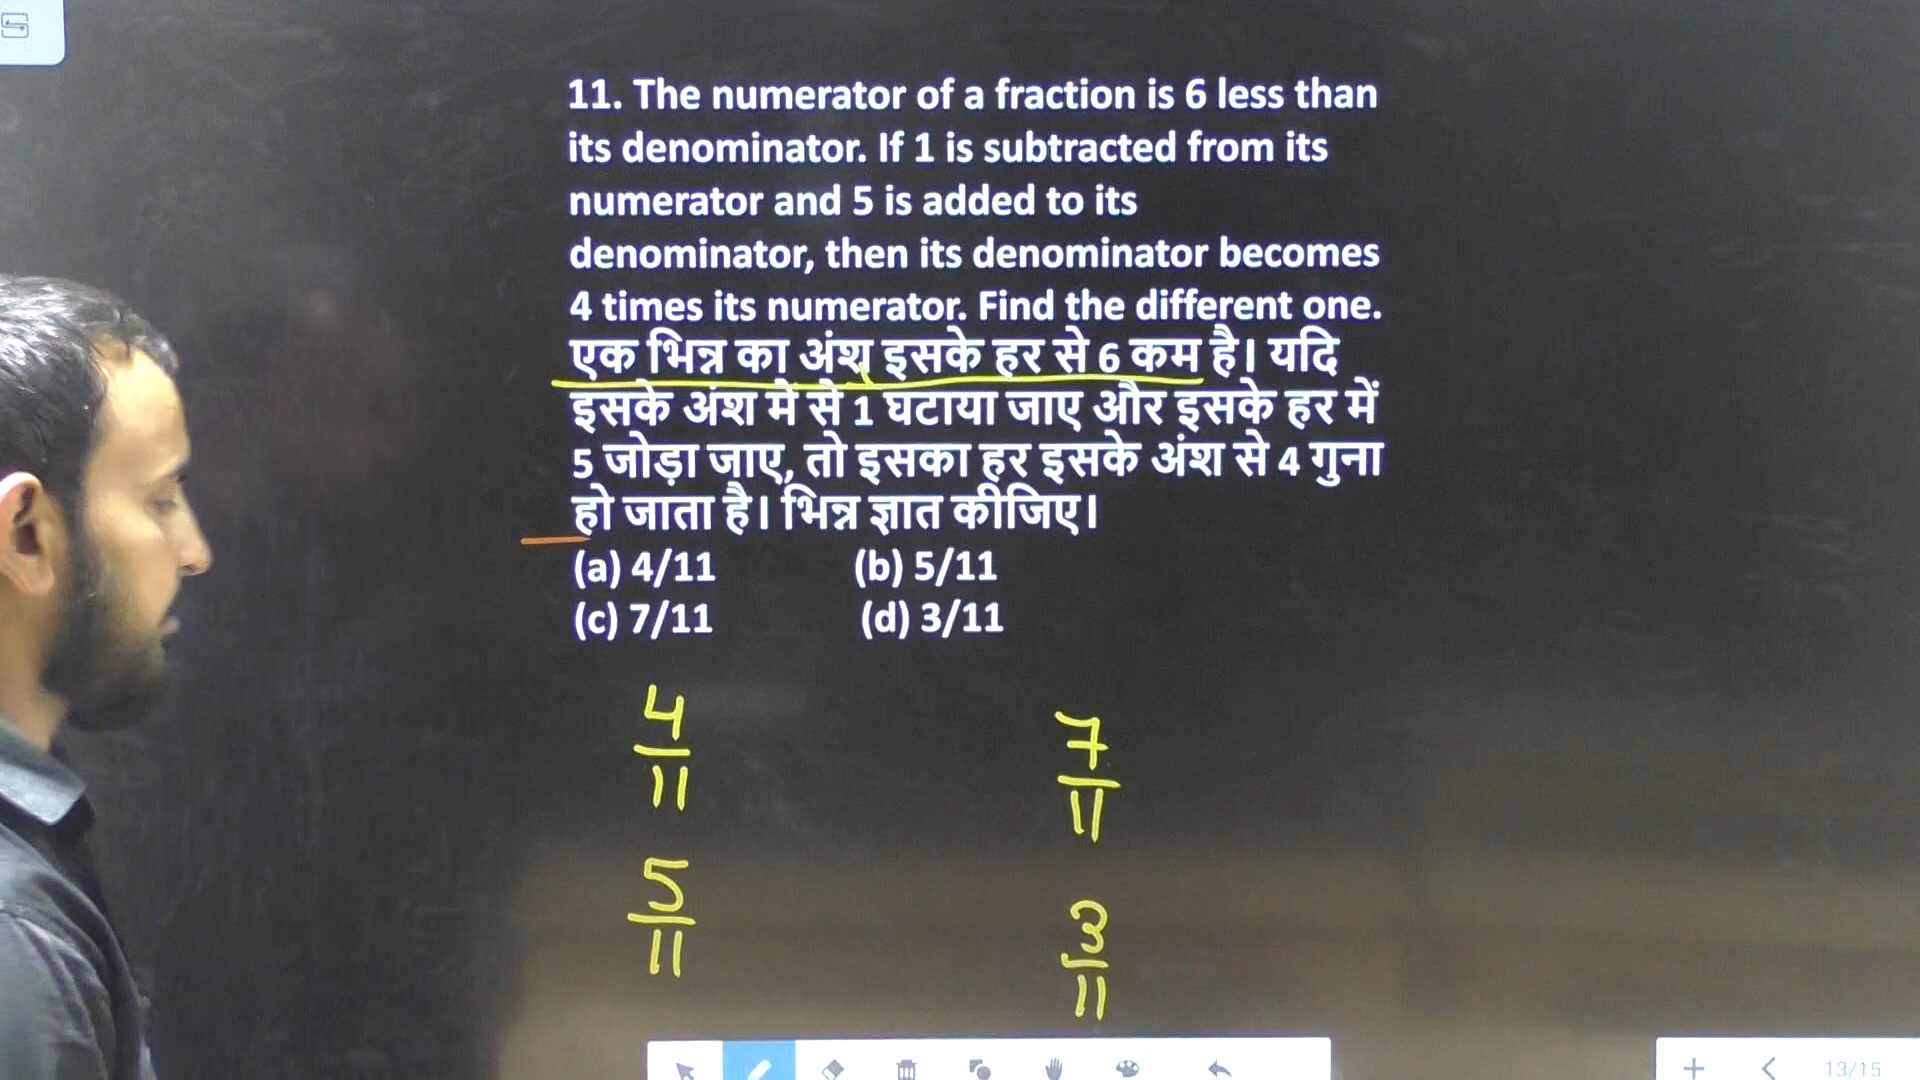 11. The numerator of a fraction is 6 less than
its denominator. If 1 is subtracted from its
numerator and 5 is added to its
denominator, then its denominator becomes
4 times its numerator. Find the different one.
एक भिन्न का अंश इसके हर से 6 कम है। यदि
इसके अंश में से 1 घटाया जाए और इसके हर में
5 जोड़ा जाए, तो इसका हर इसके अंश से 4 गुना
हो जाता है। भिन्न ज्ञात कीजिए।
(a) 4/11 (b) 5/11
(c) 7/11 (d) 3/11
4
11
5
11
7
11
3
11
13/15